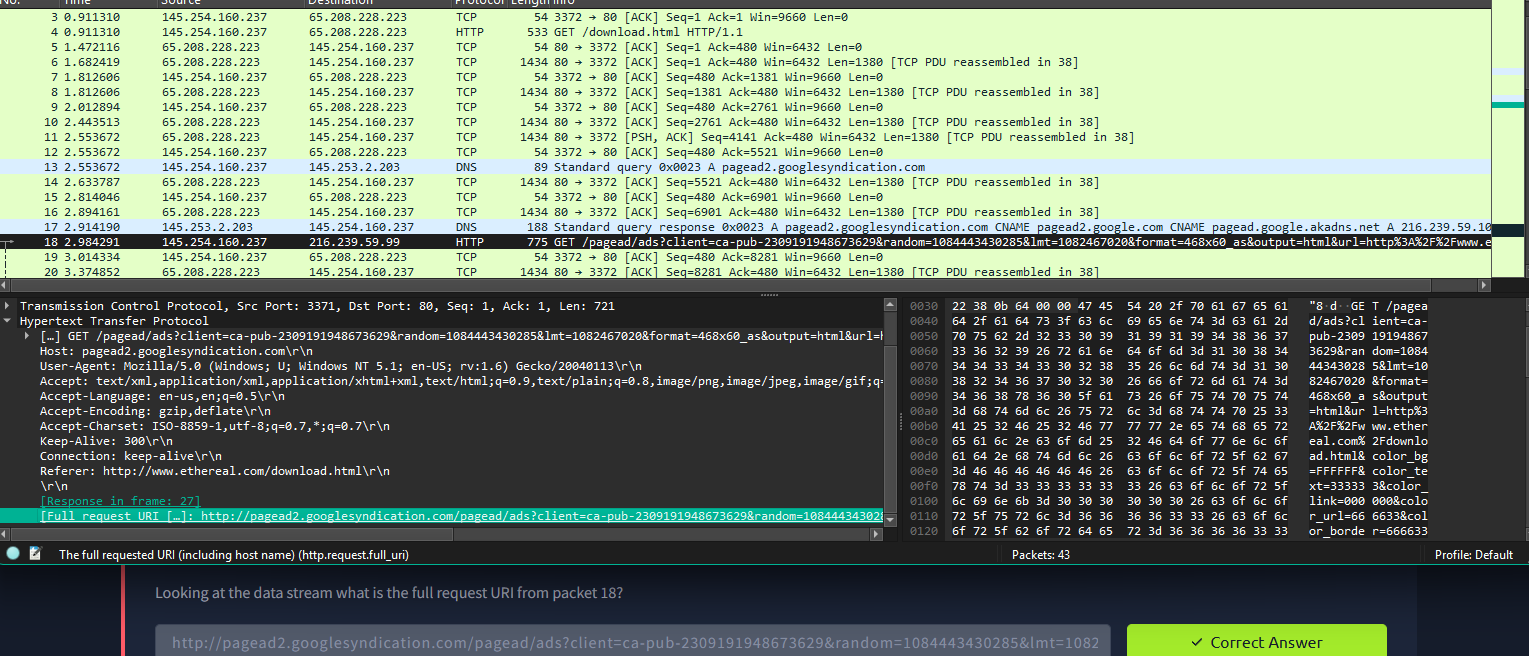 No. Time Source Destination Protocol Length Info
3 0.911310 145.254.160.237 65.208.228.223 TCP 54 3372 → 80 [ACK] Seq=1 Ack=1 Win=9660 Len=0
4 0.911310 145.254.160.237 65.208.228.223 HTTP 533 GET /download.html HTTP/1.1
5 1.472116 65.208.228.223 145.254.160.237 TCP 54 80 → 3372 [ACK] Seq=1 Ack=480 Win=6432 Len=0
6 1.682419 65.208.228.223 145.254.160.237 TCP 1434 80 → 3372 [ACK] Seq=1 Ack=480 Win=6432 Len=1380 [TCP PDU reassembled in 38]
7 1.812606 145.254.160.237 65.208.228.223 TCP 54 3372 → 80 [ACK] Seq=480 Ack=1381 Win=9660 Len=0
8 1.812606 65.208.228.223 145.254.160.237 TCP 1434 80 → 3372 [ACK] Seq=1381 Ack=480 Win=6432 Len=1380 [TCP PDU reassembled in 38]
9 2.012894 145.254.160.237 65.208.228.223 TCP 54 3372 → 80 [ACK] Seq=480 Ack=2761 Win=9660 Len=0
10 2.443513 65.208.228.223 145.254.160.237 TCP 1434 80 → 3372 [ACK] Seq=2761 Ack=480 Win=6432 Len=1380 [TCP PDU reassembled in 38]
11 2.553672 65.208.228.223 145.254.160.237 TCP 1434 80 → 3372 [PSH, ACK] Seq=4141 Ack=480 Win=6432 Len=1380 [TCP PDU reassembled in 38]
12 2.553672 145.254.160.237 65.208.228.223 TCP 54 3372 → 80 [ACK] Seq=480 Ack=5521 Win=9660 Len=0
13 2.553672 145.254.160.237 145.253.2.203 DNS 89 Standard query 0x0023 A pagead2.googlesyndication.com
14 2.633787 65.208.228.223 145.254.160.237 TCP 1434 80 → 3372 [ACK] Seq=5521 Ack=480 Win=6432 Len=1380 [TCP PDU reassembled in 38]
15 2.814046 145.254.160.237 65.208.228.223 TCP 54 3372 → 80 [ACK] Seq=480 Ack=6901 Win=9660 Len=0
16 2.894161 65.208.228.223 145.254.160.237 TCP 1434 80 → 3372 [ACK] Seq=6901 Ack=480 Win=6432 Len=1380 [TCP PDU reassembled in 38]
17 2.914190 145.253.2.203 145.254.160.237 DNS 188 Standard query response 0x0023 A pagead2.googlesyndication.com CNAME pagead2.google.com CNAME pagead.google.akadns.net A 216.239.59.10
18 2.984291 145.254.160.237 216.239.59.99 HTTP 775 GET /pagead/ads?client=ca-pub-2309191948673629&random=1084443430285&lmt=1082467020&format=468x60_as&output=html&url=http%3A%2F%2Fwww.e
19 3.014334 145.254.160.237 65.208.228.223 TCP 54 3372 → 80 [ACK] Seq=480 Ack=8281 Win=9660 Len=0
20 3.374852 65.208.228.223 145.254.160.237 TCP 1434 80 → 3372 [ACK] Seq=8281 Ack=480 Win=6432 Len=1380 [TCP PDU reassembled in 38]
Transmission Control Protocol, Src Port: 3371, Dst Port: 80, Seq: 1, Ack: 1, Len: 721
Hypertext Transfer Protocol
[…] GET /pagead/ads?client=ca-pub-2309191948673629&random=1084443430285&lmt=1082467020&format=468x60_as&output=html&url=h
Host: pagead2.googlesyndication.com\r\n
User-Agent: Mozilla/5.0 (Windows; U; Windows NT 5.1; en-US; rv:1.6) Gecko/20040113\r\n
Accept: text/xml,application/xml,application/xhtml+xml,text/html;q=0.9,text/plain;q=0.8,image/png,image/jpeg,image/gif;q=
Accept-Language: en-us,en;q=0.5\r\n
Accept-Encoding: gzip,deflate\r\n
Accept-Charset: ISO-8859-1,utf-8;q=0.7,*;q=0.7\r\n
Keep-Alive: 300\r\n
Connection: keep-alive\r\n
Referer: http://www.ethereal.com/download.html\r\n
\r\n
[Response in frame: 27]
[Full request URI […]: http://pagead2.googlesyndication.com/pagead/ads?client=ca-pub-2309191948673629&random=108444343028
0030 22 38 0b 64 00 00 47 45 54 20 2f 70 61 67 65 61 "8·d··GE T /pagea
0040 64 2f 61 64 73 3f 63 6c 69 65 6e 74 3d 63 61 2d d/ads?cl ient=ca-
0050 70 75 62 2d 32 33 30 39 31 39 31 39 34 38 36 37 pub-2309 19194867
0060 33 36 32 39 26 72 61 6e 64 6f 6d 3d 31 30 38 34 3629&ran dom=1084
0070 34 34 33 34 33 30 32 38 35 26 6c 6d 74 3d 31 30 44343028 5&lmt=10
0080 38 32 34 36 37 30 32 30 26 66 6f 72 6d 61 74 3d 82467020 &format=
0090 34 36 38 78 36 30 5f 61 73 26 6f 75 74 70 75 74 468x60_a s&output
00a0 3d 68 74 6d 6c 26 75 72 6c 3d 68 74 74 70 25 33 =html&ur l=http%3
00b0 41 25 32 46 25 32 46 77 77 77 2e 65 74 68 65 72 A%2F%2Fw ww.ether
00c0 65 61 6c 2e 63 6f 6d 25 32 46 64 6f 77 6e 6c 6f eal.com% 2Fdownlo
00d0 61 64 2e 68 74 6d 6c 26 63 6f 6c 6f 72 5f 62 67 ad.html& color_bg
00e0 3d 46 46 46 46 46 46 26 63 6f 6c 6f 72 5f 74 65 =FFFFFF& color_te
00f0 78 74 3d 33 33 33 33 33 33 26 63 6f 6c 6f 72 5f xt=33333 3&color_
0100 6c 69 6e 6b 3d 30 30 30 30 30 30 26 63 6f 6c 6f link=000 000&colo
0110 72 5f 75 72 6c 3d 36 36 36 36 33 33 26 63 6f 6c r_url=66 6633&col
0120 6f 72 5f 62 6f 72 64 65 72 3d 36 36 36 36 33 33 or_borde r=666633
The full requested URI (including host name) (http.request.full_uri) Packets: 43 Profile: Default
Looking at the data stream what is the full request URI from packet 18?
http://pagead2.googlesyndication.com/pagead/ads?client=ca-pub-2309191948673629&random=1084443430285&lmt=1082
✓ Correct Answer